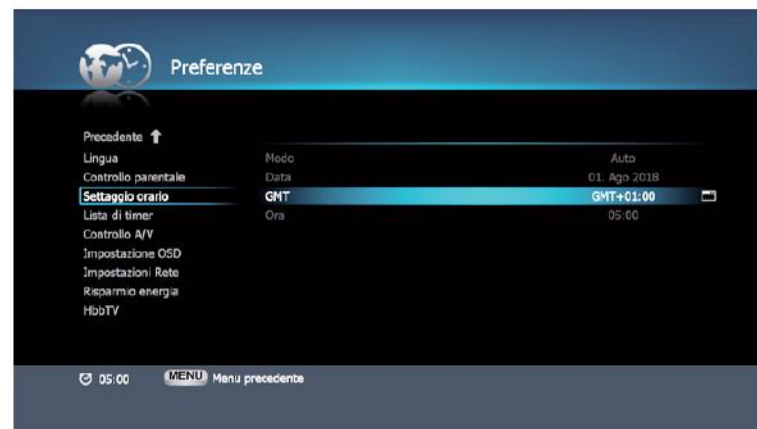 Preferenze
Precedente ↑
Lingua Modo Auto
Controllo parentale Data 01. Ago 2018
Settaggio orario GMT GMT+01:00
Lista di timer Ora 05:00
Controllo A/V
Impostazione OSD
Impostazioni Rete
Risparmio energia
HbbTV
05:00 MENU Menu precedente